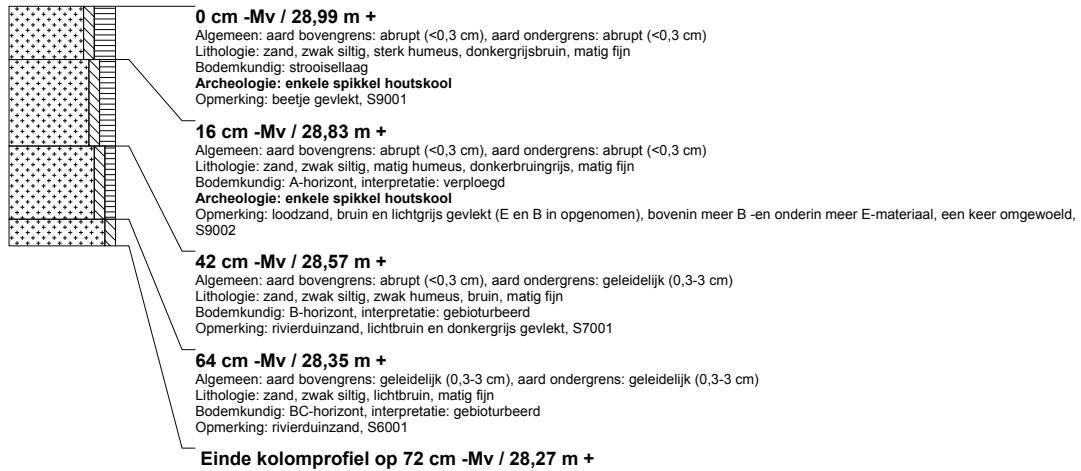 0 cm -Mv / 28,99 m +
Algemeen: aard bovengrens: abrupt (<0,3 cm), aard ondergrens: abrupt (<0,3 cm)
Lithologie: zand, zwak siltig, sterk humeus, donkergrijsbruin, matig fijn
Bodemkundig: strooisellaag
Archeologie: enkele spikkel houtskool
Opmerking: beetje gevlekt, S9001
16 cm -Mv / 28,83 m +
Algemeen: aard bovengrens: abrupt (<0,3 cm), aard ondergrens: abrupt (<0,3 cm)
Lithologie: zand, zwak siltig, matig humeus, donkerbruingrijs, matig fijn
Bodemkundig: A-horizont, interpretatie: verploegd
Archeologie: enkele spikkel houtskool
Opmerking: loodzand, bruin en lichtgrijs gevlekt (E en B in opgenomen), bovenin meer B -en onderin meer E-materiaal, een keer omgewoeld,
S9002
42 cm -Mv / 28,57 m +
Algemeen: aard bovengrens: abrupt (<0,3 cm), aard ondergrens: geleidelijk (0,3-3 cm)
Lithologie: zand, zwak siltig, zwak humeus, bruin, matig fijn
Bodemkundig: B-horizont, interpretatie: gebioturbeerd
Opmerking: rivierduinzand, lichtbruin en donkergrijs gevlekt, S7001
64 cm -Mv / 28,35 m +
Algemeen: aard bovengrens: geleidelijk (0,3-3 cm), aard ondergrens: geleidelijk (0,3-3 cm)
Lithologie: zand, zwak siltig, lichtbruin, matig fijn
Bodemkundig: BC-horizont, interpretatie: gebioturbeerd
Opmerking: rivierduinzand, S6001
Einde kolomprofiel op 72 cm -Mv / 28,27 m +